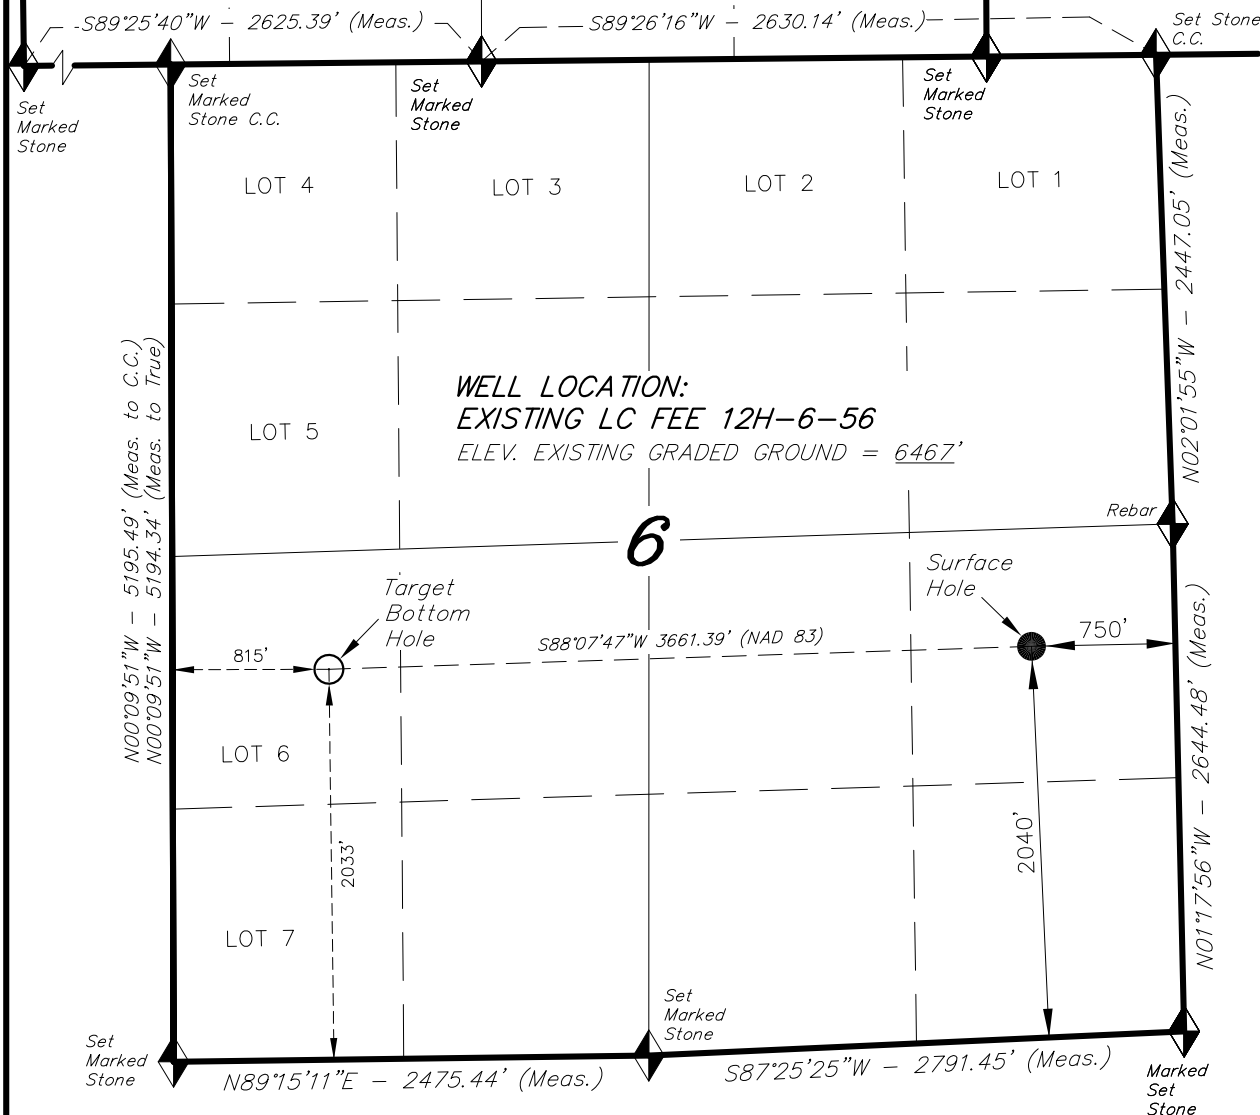 S89°25'40"W - 2625.39' (Meas.)
S89°26'16"W - 2630.14' (Meas.)
Set Stone
C.C.
Set
Marked
Stone
Set
Marked
Stone C.C.
Set
Marked
Stone
Set
Marked
Stone
LOT 4
LOT 3
LOT 2
LOT 1
N02°01'55"W - 2447.05' (Meas.)
N00°09'51"W - 5195.49' (Meas. to C.C.)
N00°09'51"W - 5194.34' (Meas. to True)
WELL LOCATION:
EXISTING LC FEE 12H-6-56
ELEV. EXISTING GRADED GROUND = 6467'
LOT 5
Rebar
6
Surface
Hole
Target
Bottom
Hole
S88°07'47"W 3661.39' (NAD 83)
815'
750'
LOT 6
2033'
2040'
N01°17'56"W - 2644.48' (Meas.)
LOT 7
Set
Marked
Stone
Set
Marked
Stone
N89°15'11"E - 2475.44' (Meas.)
S87°25'25"W - 2791.45' (Meas.)
Marked
Set
Stone